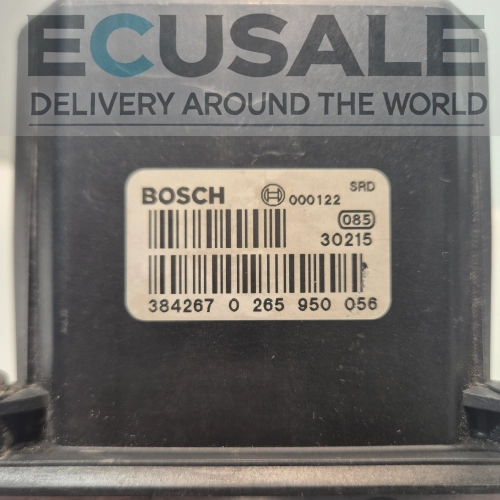 ECUSALE
DELIVERY AROUND THE WORLD
BOSCH 000122 SRD
085
30215
384267 0 265 950 056